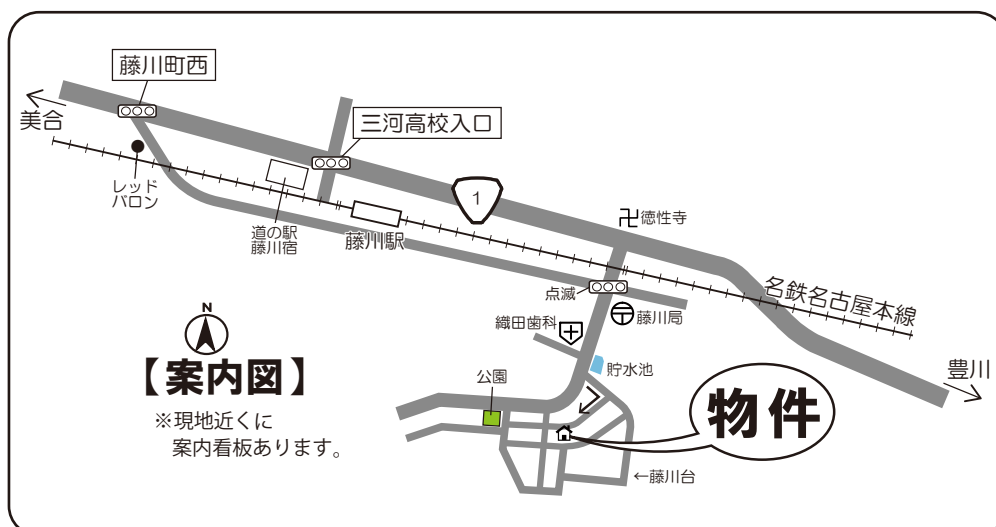 藤川町西
美合
三河高校入口
レッド
バロン
道の駅
藤川宿
藤川駅
1
徳性寺
名鉄名古屋本線
点滅
藤川局
織田歯科
貯水池
豊川
N
【案内図】
公園
物件
※現地近くに
案内看板あります。
←藤川台